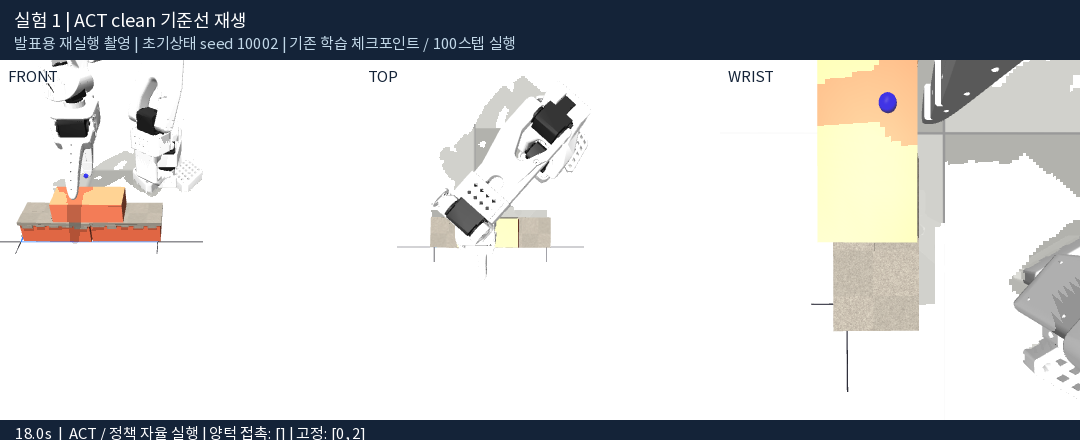 실험 1 | ACT clean 기준선 재생
발표용 재실행 촬영 | 초기상태 seed 10002 | 기존 학습 체크포인트 / 100스텝 실행
FRONT
TOP
WRIST
18.0s | ACT / 정책 자율 실행 | 양턱 접촉: [] | 고정: [0,2]